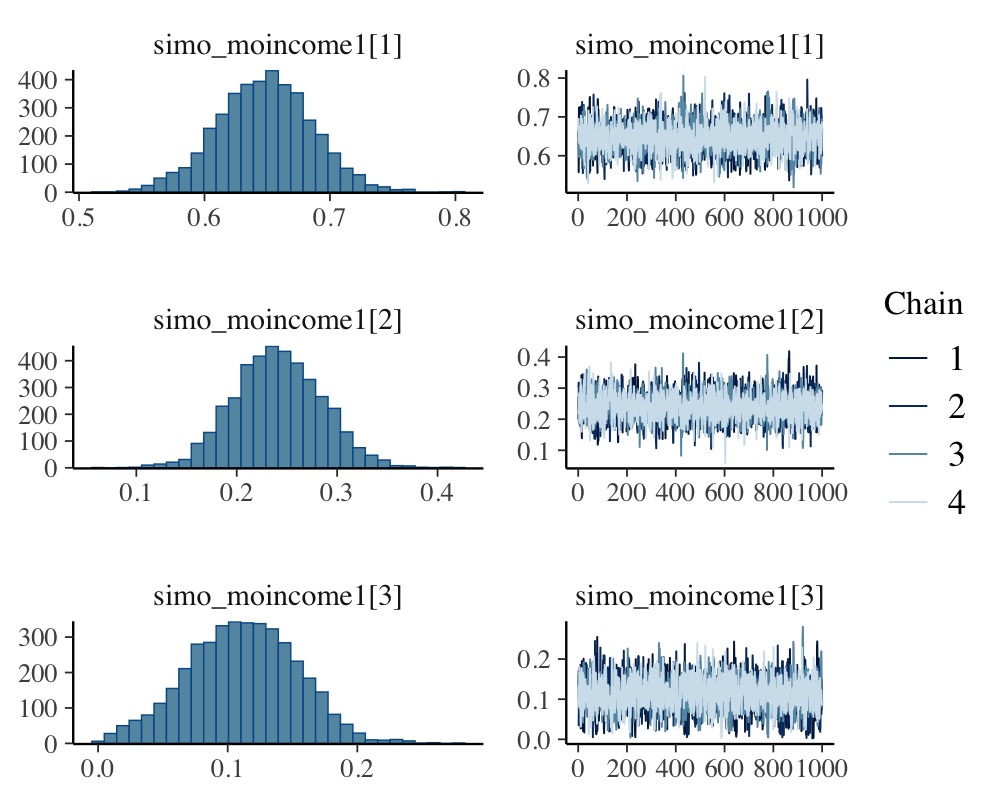 simo_moincome1[1]
400
300
200
100
0
0.5 0.6 0.7 0.8
simo_moincome1[1]
0.8
0.7
0.6
0 200 400 600 800 1000
simo_moincome1[2]
400
300
200
100
0
0.1 0.2 0.3 0.4
simo_moincome1[2]
0.4
0.3
0.2
0.1
0 200 400 600 800 1000
simo_moincome1[3]
300
200
100
0
0.0 0.1 0.2
simo_moincome1[3]
0.2
0.1
0.0
0 200 400 600 800 1000
Chain
1
2
3
4